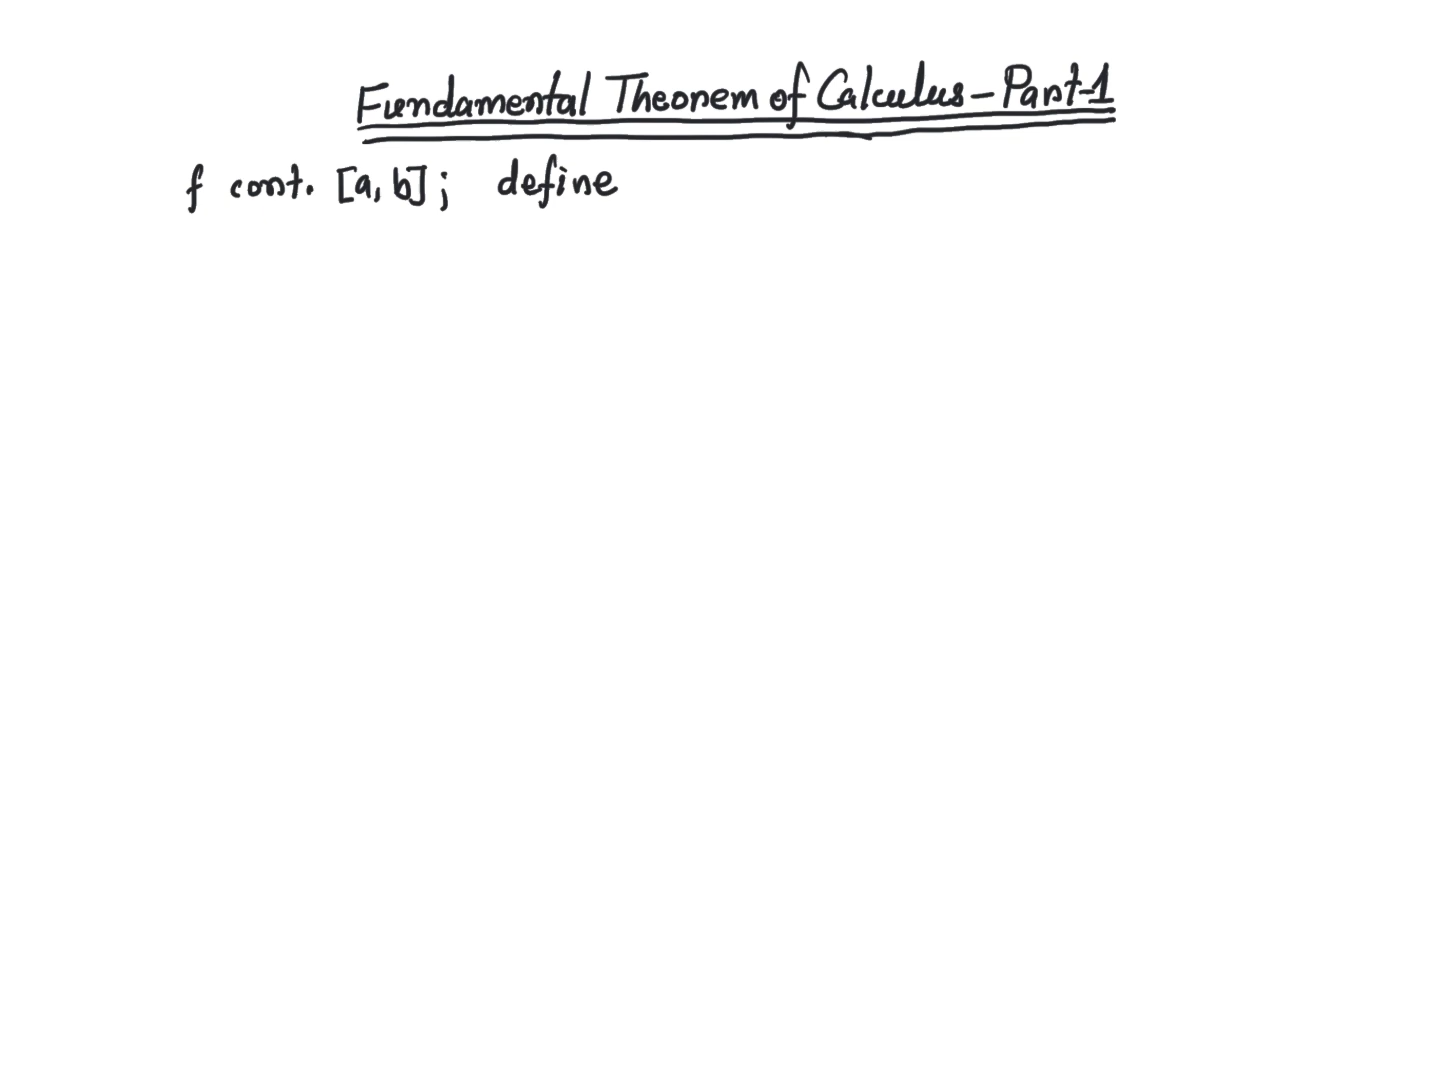 Fundamental Theorem of Calculus - Part-1
f cont. [a, b]; define